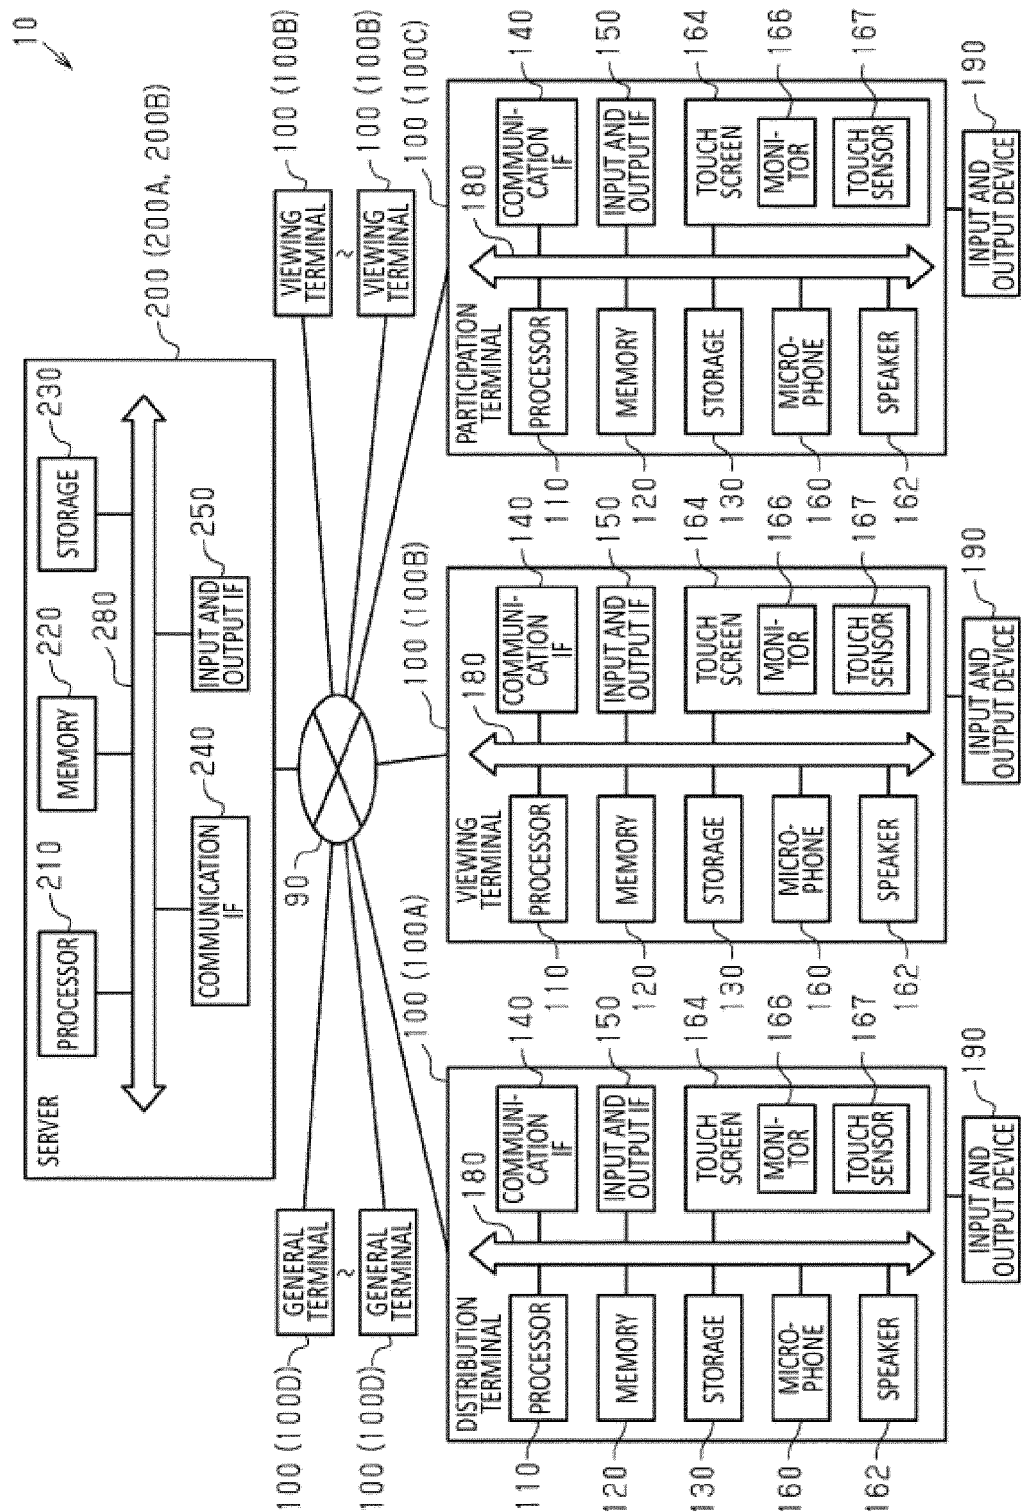 10
200 (200A, 200B)
SERVER
PROCESSOR
210
MEMORY
220
STORAGE
230
280
COMMUNICATION
IF
240
INPUT AND
OUTPUT IF
250
90
100 (100D)
GENERAL
TERMINAL
~
100 (100D)
GENERAL
TERMINAL
VIEWING
TERMINAL
100 (100B)
~
VIEWING
TERMINAL
100 (100B)
100 (100A)
DISTRIBUTION
TERMINAL
180
110
PROCESSOR
COMMUNI-
CATION
IF
140
120
MEMORY
INPUT AND
OUTPUT IF
150
130
STORAGE
TOUCH
SCREEN
164
160
MICRO-
PHONE
MONI-
TOR
166
162
SPEAKER
TOUCH
SENSOR
167
INPUT AND
OUTPUT DEVICE
190
100 (100B)
VIEWING
TERMINAL
180
110
PROCESSOR
COMMUNI-
CATION
IF
140
120
MEMORY
INPUT AND
OUTPUT IF
150
130
STORAGE
TOUCH
SCREEN
164
160
MICRO-
PHONE
MONI-
TOR
166
162
SPEAKER
TOUCH
SENSOR
167
INPUT AND
OUTPUT DEVICE
190
100 (100C)
PARTICIPATION
TERMINAL
180
110
PROCESSOR
COMMUNI-
CATION
IF
140
120
MEMORY
INPUT AND
OUTPUT IF
150
130
STORAGE
TOUCH
SCREEN
164
160
MICRO-
PHONE
MONI-
TOR
166
162
SPEAKER
TOUCH
SENSOR
167
INPUT AND
OUTPUT DEVICE
190